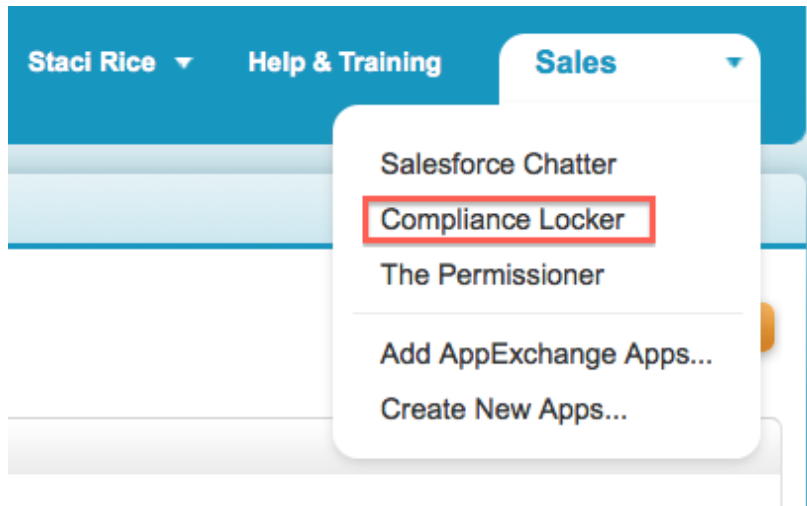 Staci Rice Help & Training Sales
Salesforce Chatter
Compliance Locker
The Permissioner
Add AppExchange Apps...
Create New Apps...